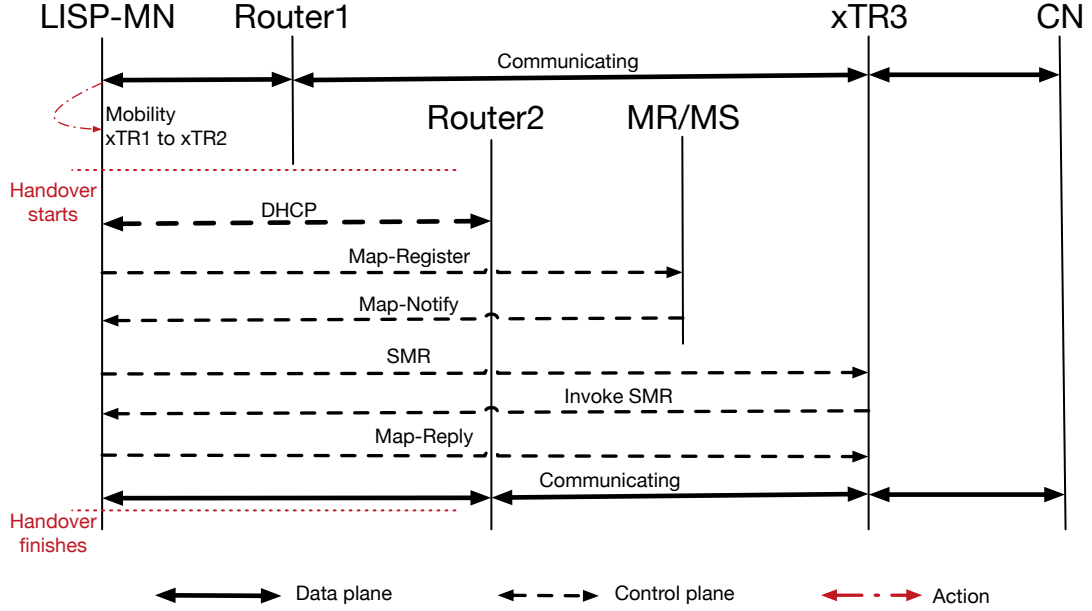 LISP-MN Router1 xTR3 CN
Communicating
Mobility
xTR1 to xTR2
Router2 MR/MS
Handover
starts
DHCP
Map-Register
Map-Notify
SMR
Invoke SMR
Map-Reply
Communicating
Handover
finishes
Data plane Control plane Action